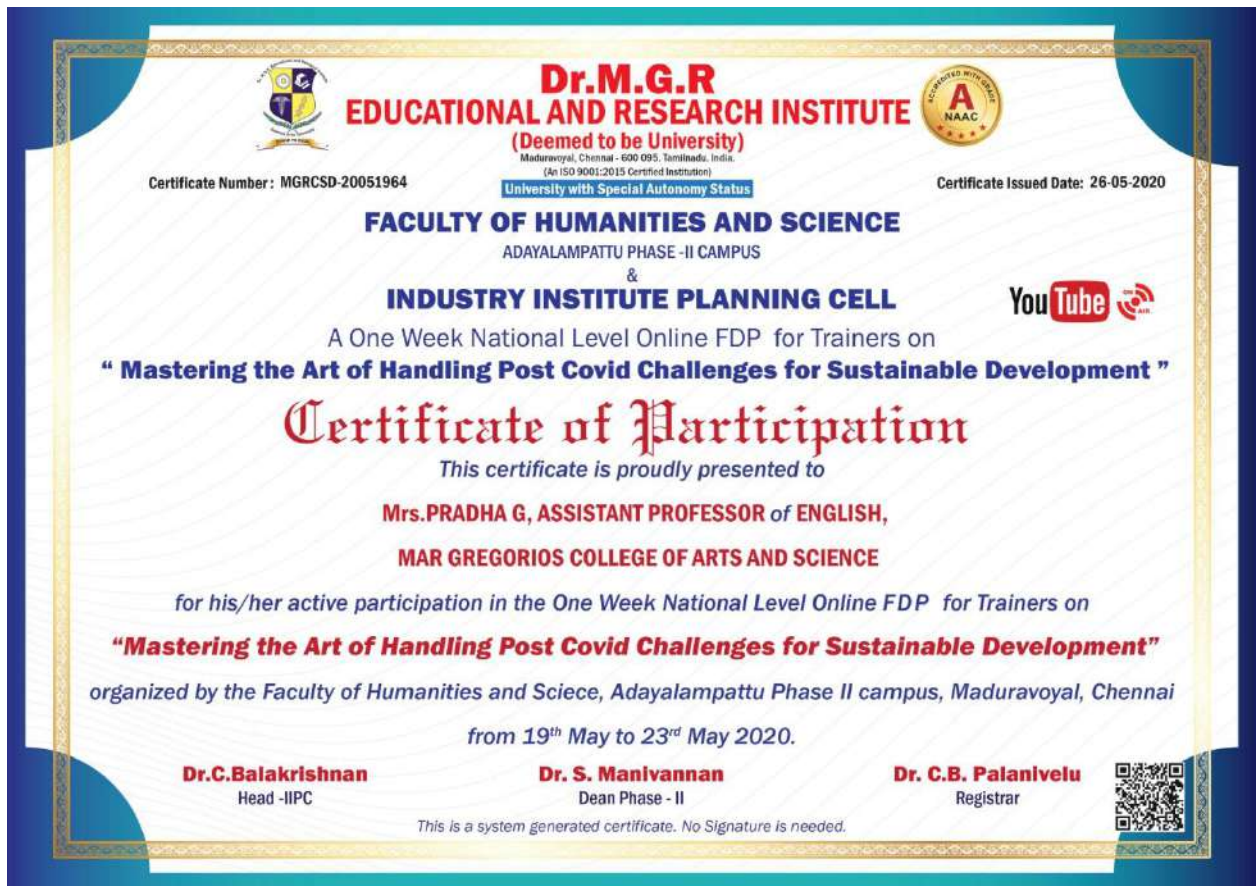 Dr.M.G.R
EDUCATIONAL AND RESEARCH INSTITUTE
(Deemed to be University)
Maduravoyal, Chennai - 600 095. Tamilnadu. India.
(An ISO 9001:2015 Certified Institution)
University with Special Autonomy Status
ACCREDITED WITH GRADE
A
NAAC
Certificate Number: MGRCSD-20051964
Certificate Issued Date: 26-05-2020
FACULTY OF HUMANITIES AND SCIENCE
ADAYALAMPATTU PHASE -II CAMPUS
&
INDUSTRY INSTITUTE PLANNING CELL
YouTube ON AIR
A One Week National Level Online FDP for Trainers on
“ Mastering the Art of Handling Post Covid Challenges for Sustainable Development ”
Certificate of Participation
This certificate is proudly presented to
Mrs.PRADHA G, ASSISTANT PROFESSOR of ENGLISH,
MAR GREGORIOS COLLEGE OF ARTS AND SCIENCE
for his/her active participation in the One Week National Level Online FDP for Trainers on
“Mastering the Art of Handling Post Covid Challenges for Sustainable Development”
organized by the Faculty of Humanities and Sciece, Adayalampattu Phase II campus, Maduravoyal, Chennai
from 19th May to 23rd May 2020.
Dr.C.Balakrishnan
Head -IIPC
Dr. S. Manivannan
Dean Phase - II
Dr. C.B. Palanivelu
Registrar
This is a system generated certificate. No Signature is needed.